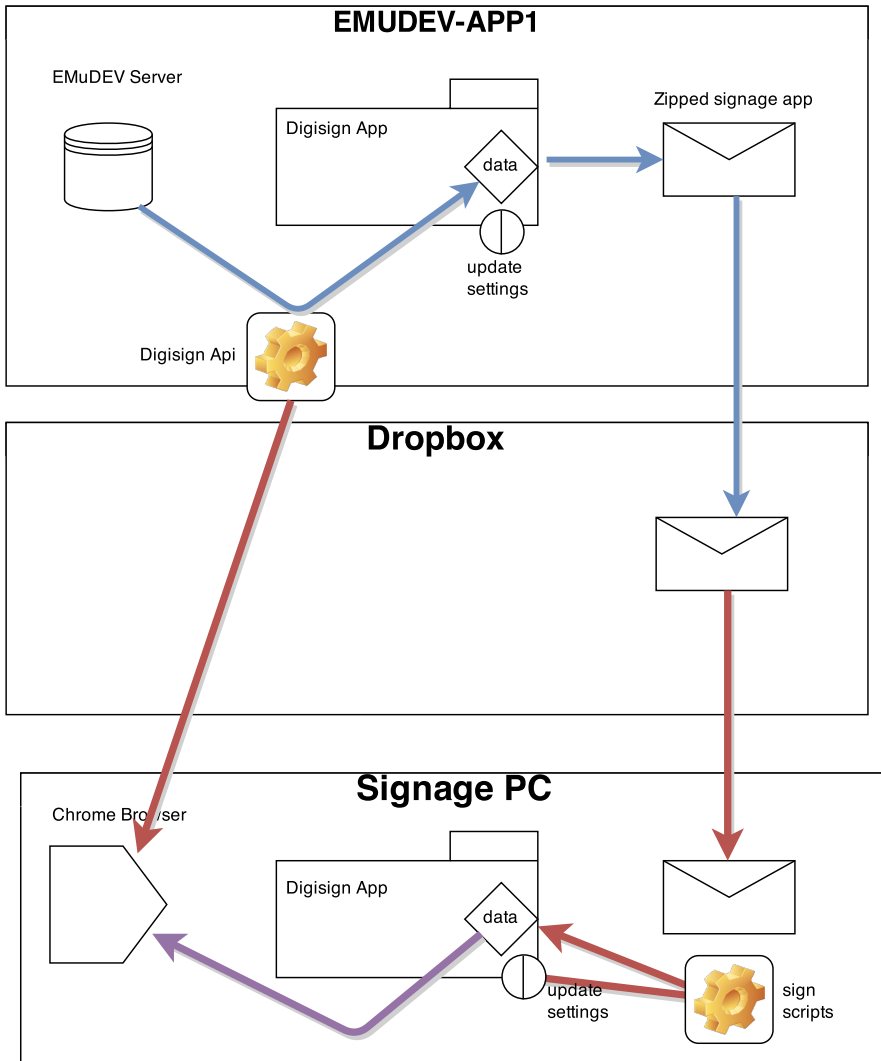 EMUDEV-APP1
EMuDEV Server
Zipped signage app
Digisign App
data
update
settings
Digisign Api
Dropbox
Signage PC
Chrome Browser
Digisign App
data
update
settings
sign
scripts